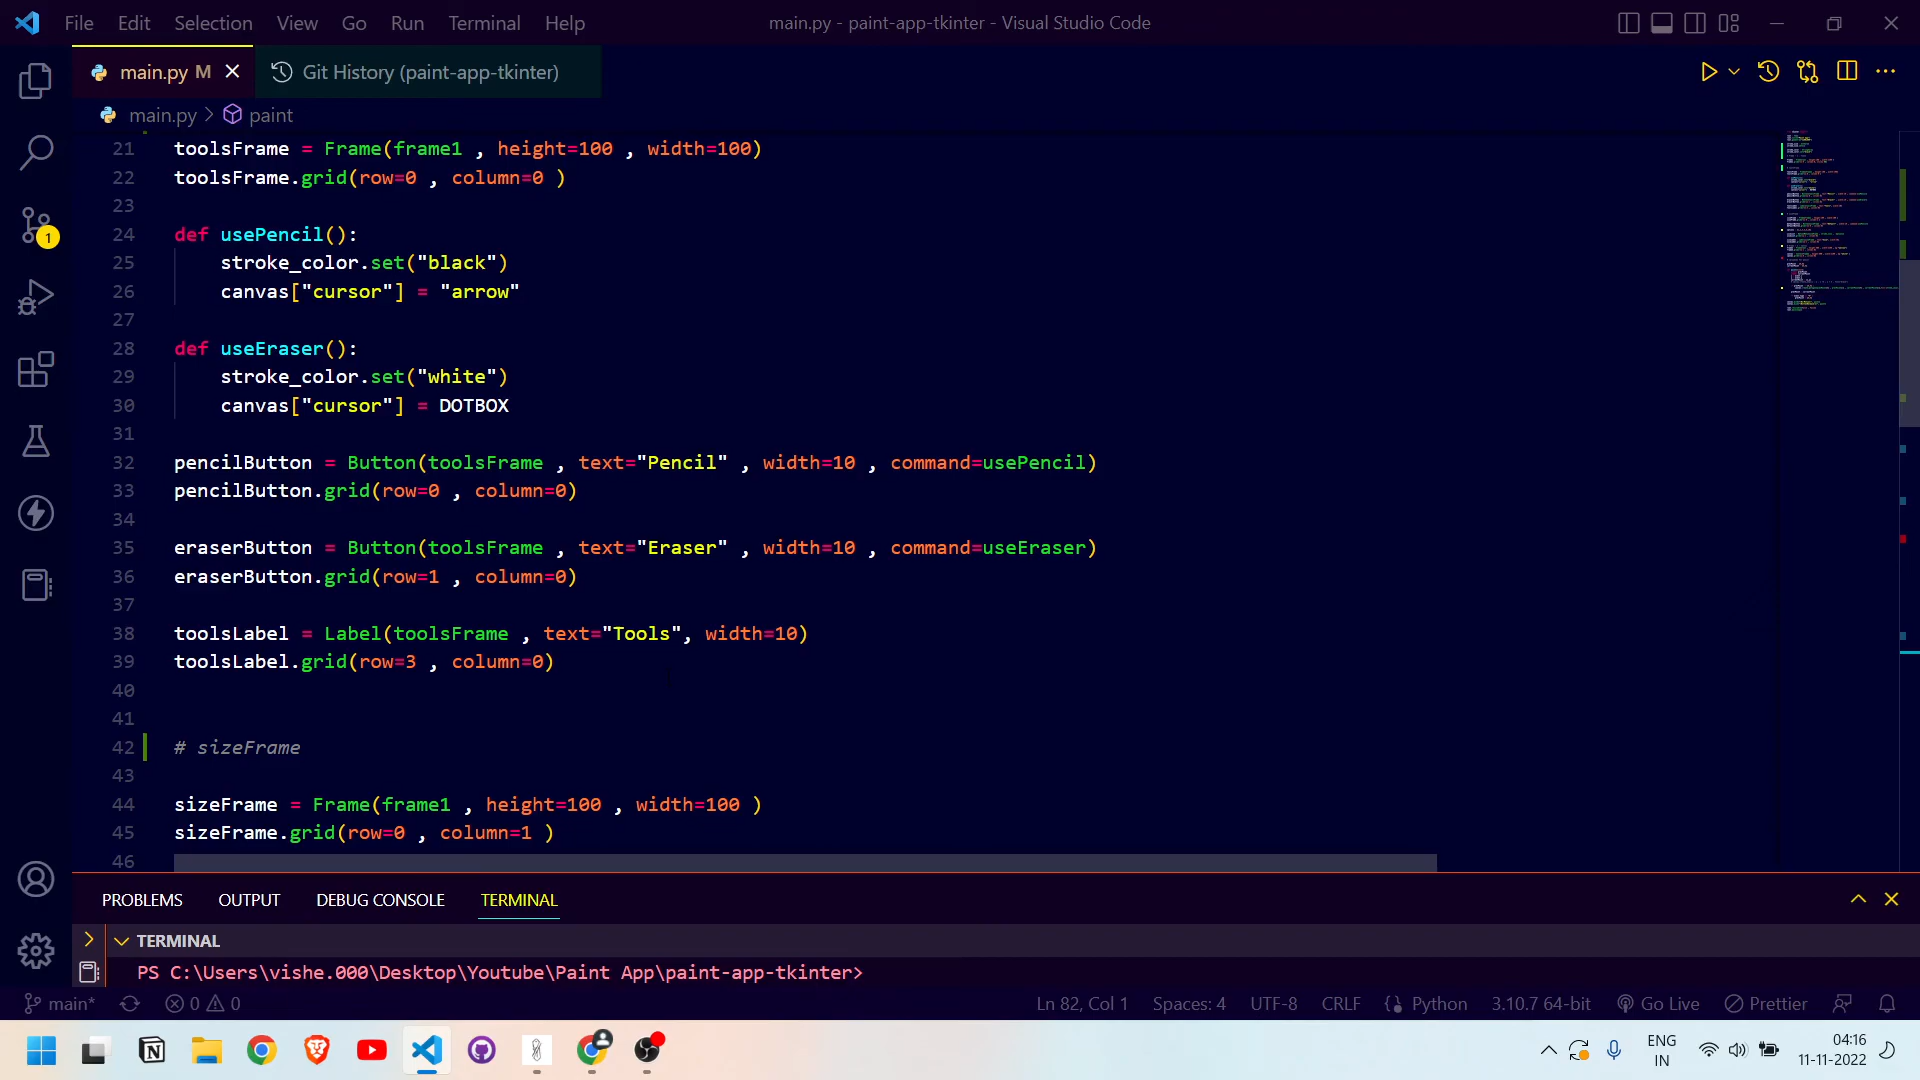 File Edit Selection View Go Run Terminal Help
main.py - paint-app-tkinter - Visual Studio Code
main.py M
Git History (paint-app-tkinter)
main.py > paint
21 toolsFrame = Frame(frame1 , height=100 , width=100)
22 toolsFrame.grid(row=0 , column=0 )
23
24 def usePencil():
25 stroke_color.set("black")
26 canvas["cursor"] = "arrow"
27
28 def useEraser():
29 stroke_color.set("white")
30 canvas["cursor"] = DOTBOX
31
32 pencilButton = Button(toolsFrame , text="Pencil" , width=10 , command=usePencil)
33 pencilButton.grid(row=0 , column=0)
34
35 eraserButton = Button(toolsFrame , text="Eraser" , width=10 , command=useEraser)
36 eraserButton.grid(row=1 , column=0)
37
38 toolsLabel = Label(toolsFrame , text="Tools", width=10)
39 toolsLabel.grid(row=3 , column=0)
40
41
42 # sizeFrame
43
44 sizeFrame = Frame(frame1 , height=100 , width=100 )
45 sizeFrame.grid(row=0 , column=1 )
46
1
PROBLEMS OUTPUT DEBUG CONSOLE TERMINAL
TERMINAL
PS C:\Users\vishe.000\Desktop\Youtube\Paint App\paint-app-tkinter>
main* 0 0 Ln 82, Col 1 Spaces: 4 UTF-8 CRLF Python 3.10.7 64-bit Go Live Prettier
ENG
IN
04:16
11-11-2022